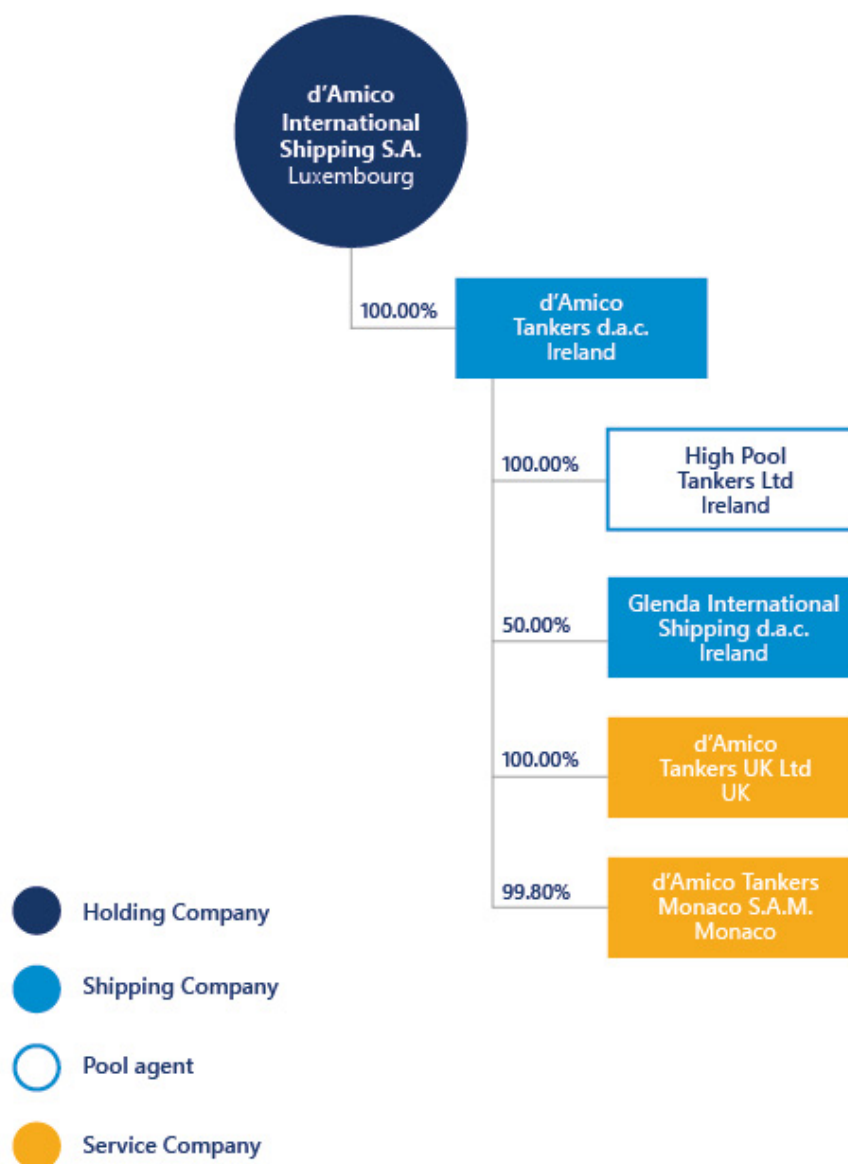 d'Amico
International
Shipping S.A.
Luxembourg
100.00%
d'Amico
Tankers d.a.c.
Ireland
100.00%
High Pool
Tankers Ltd
Ireland
50.00%
Glenda International
Shipping d.a.c.
Ireland
100.00%
d'Amico
Tankers UK Ltd
UK
99.80%
d'Amico Tankers
Monaco S.A.M.
Monaco
Holding Company
Shipping Company
Pool agent
Service Company